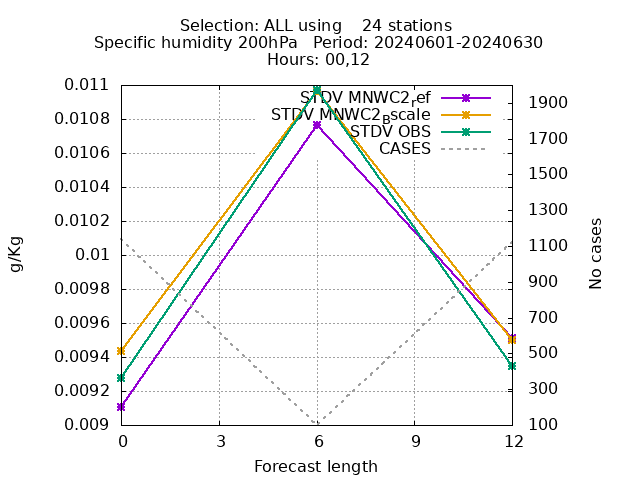 Selection: ALL using    24 stations
Specific humidity 200hPa   Period: 20240601-20240630
Hours: 00,12
STDV MNWC2ref
STDV MNWC2Bscale
STDV OBS
CASES
0.011
0.0108
0.0106
0.0104
0.0102
0.01
0.0098
0.0096
0.0094
0.0092
0.009
g/Kg
1900
1700
1500
1300
1100
900
700
500
300
100
No cases
0 3 6 9 12
Forecast length